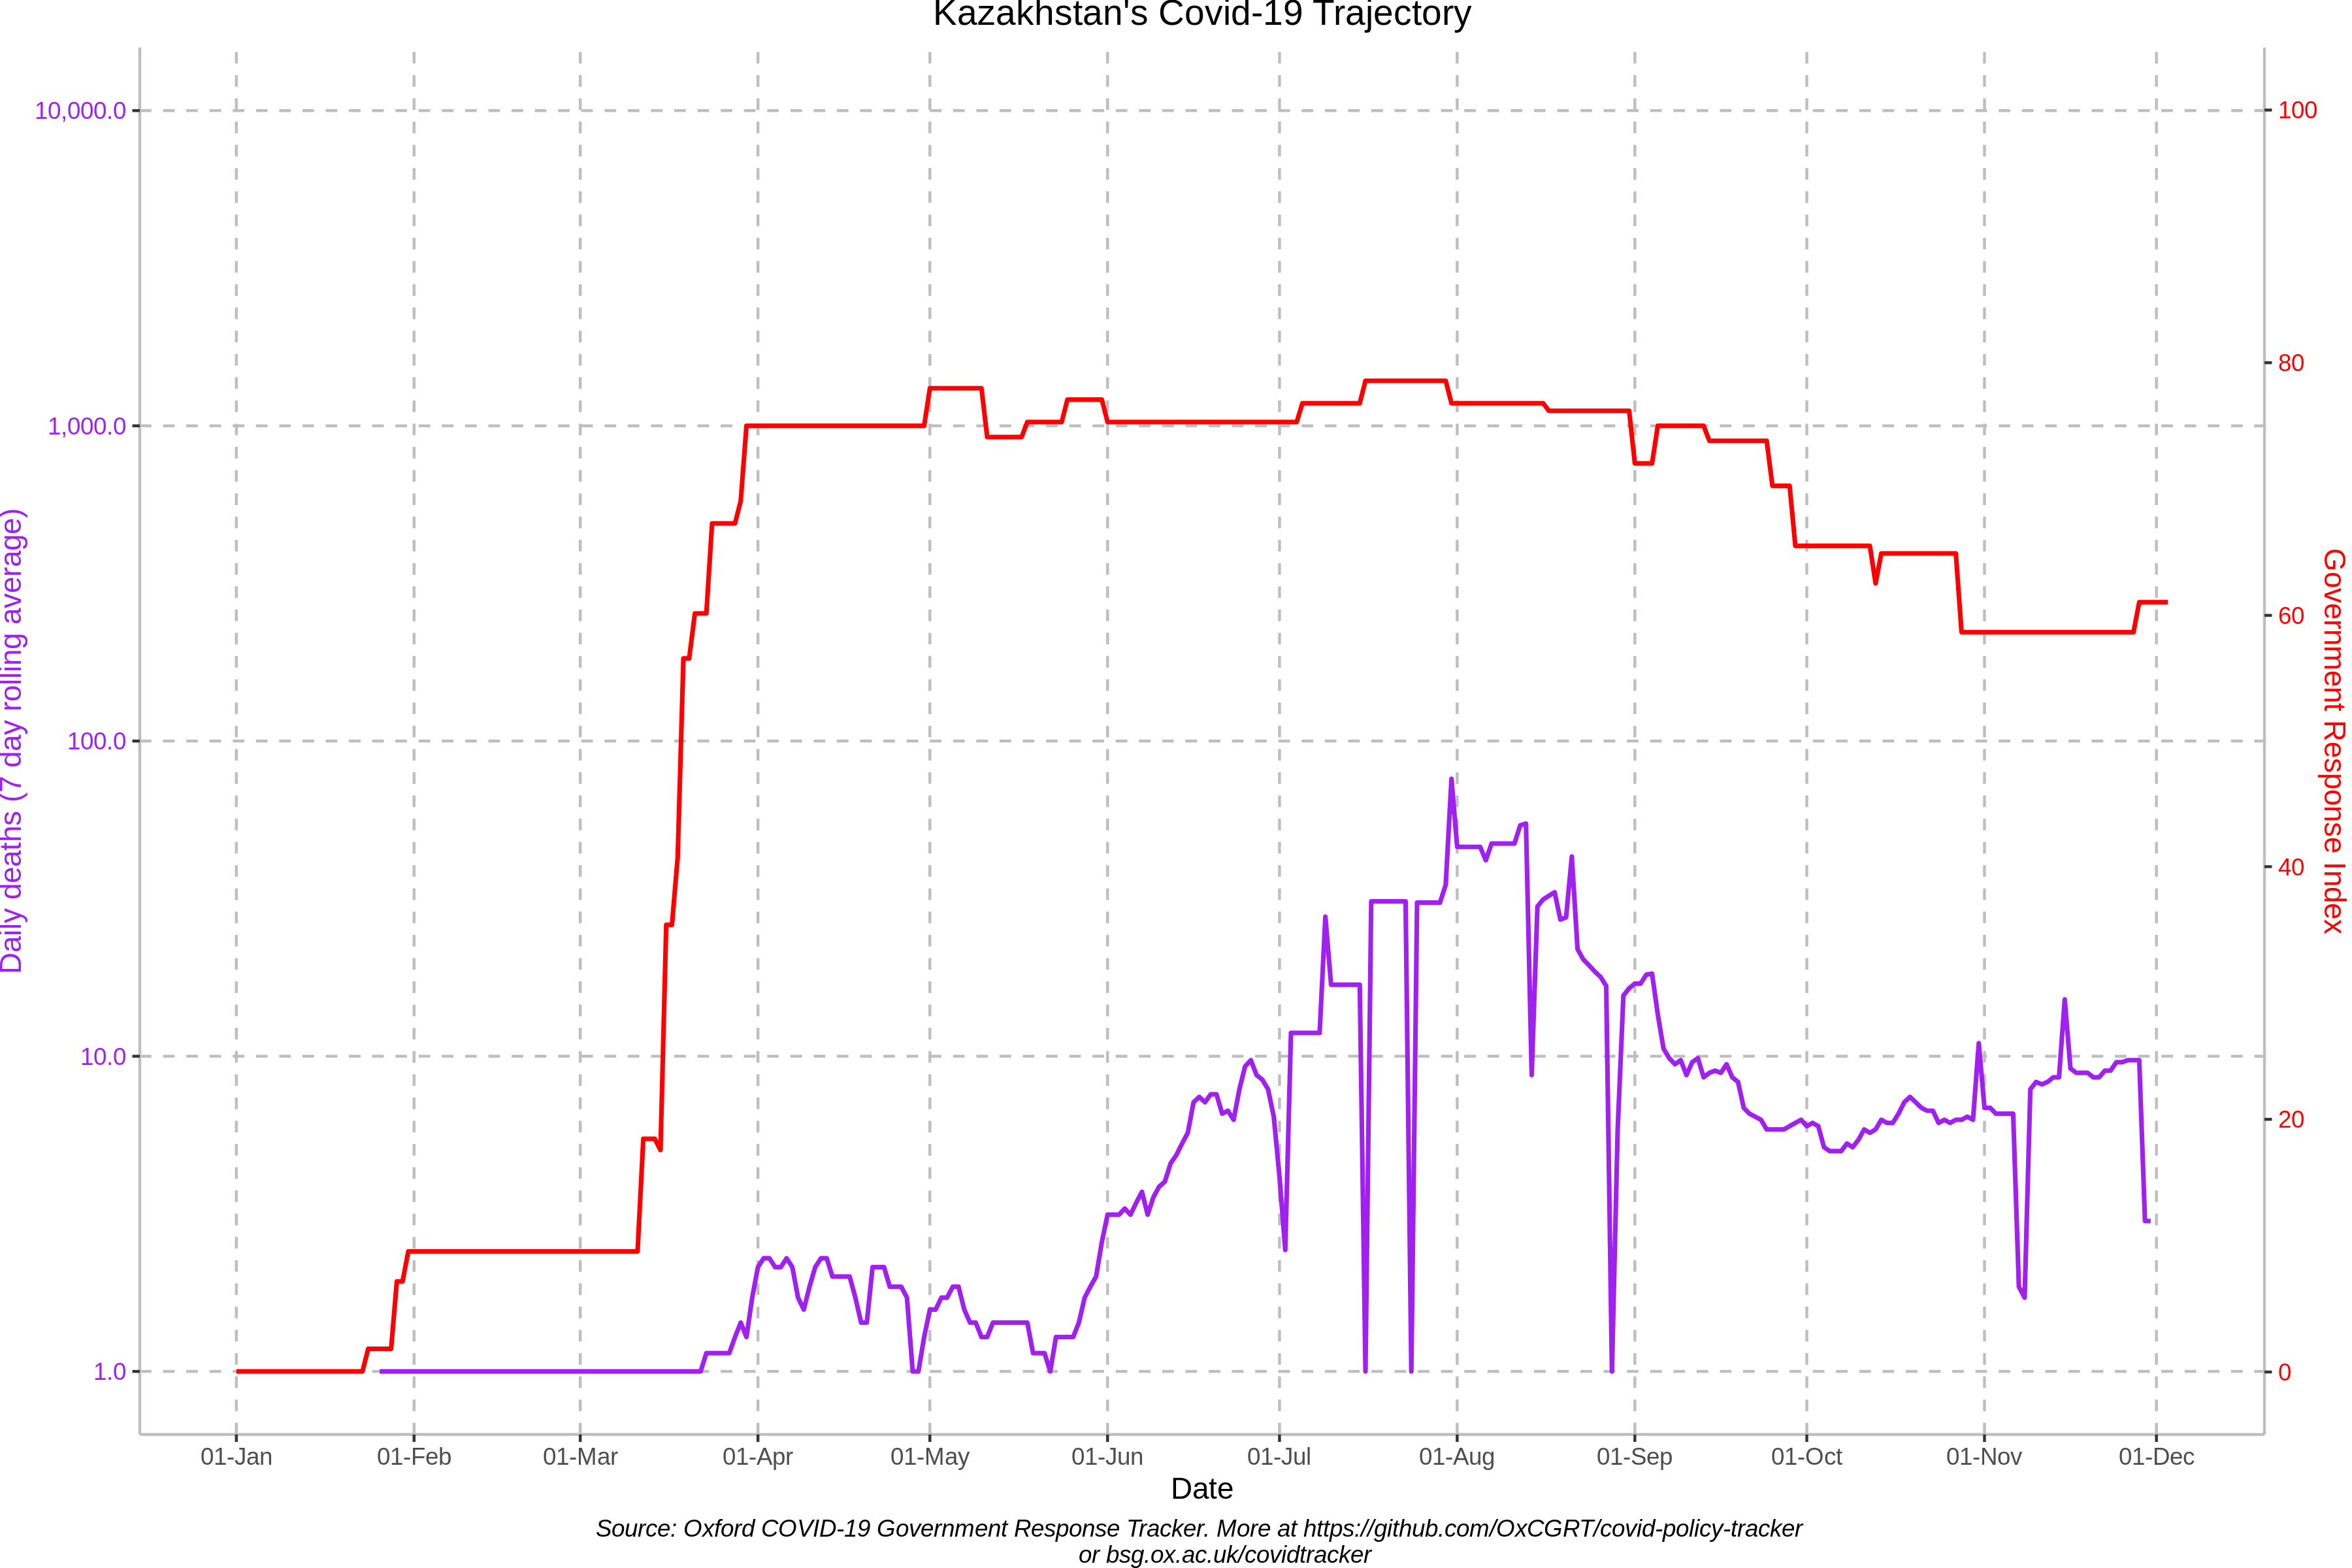 Kazakhstan's Covid-19 Trajectory
10,000.0
1,000.0
100.0
10.0
1.0
Daily deaths (7 day rolling average)
100
80
60
40
20
0
Government Response Index
01-Jan
01-Feb
01-Mar
01-Apr
01-May
01-Jun
01-Jul
01-Aug
01-Sep
01-Oct
01-Nov
01-Dec
Date
Source: Oxford COVID-19 Government Response Tracker. More at https://github.com/OxCGRT/covid-policy-tracker
or bsg.ox.ac.uk/covidtracker